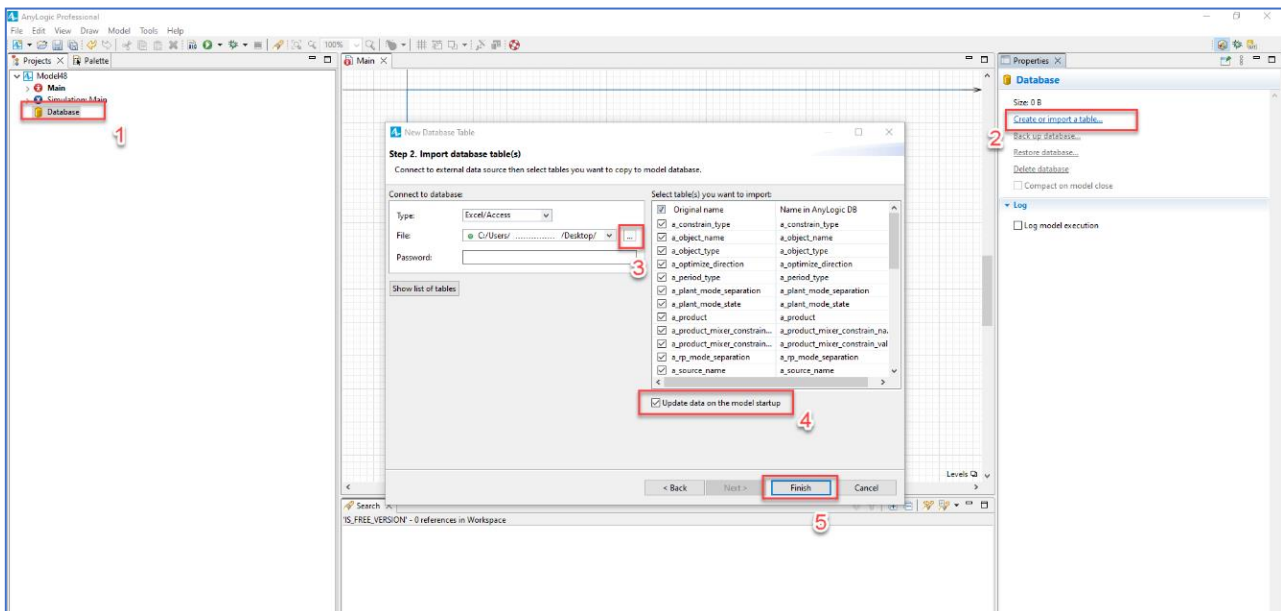 AnyLogic Professional
File Edit View Draw Model Tools Help
100%
Projects Palette
Main
Properties
Model48
Main
Simulation: Main
Database
1
Database
Size: 0 B
Create or import a table...
2
Back up database...
Restore database...
Delete database
Compact on model close
Log
Log model execution
New Database Table
Step 2. Import database table(s)
Connect to external data source then select tables you want to copy to model database.
Connect to database:
Type: Excel/Access
File: C:/Users/ ............... /Desktop/ ...
3
Password:
Show list of tables
Select table(s) you want to import:
Original name Name in AnyLogic DB
a_constrain_type a_constrain_type
a_object_name a_object_name
a_object_type a_object_type
a_optimize_direction a_optimize_direction
a_period_type a_period_type
a_plant_mode_separation a_plant_mode_separation
a_plant_mode_state a_plant_mode_state
a_product a_product
a_product_mixer_constrain... a_product_mixer_constrain_na.
a_product_mixer_constrain... a_product_mixer_constrain_val
a_rp_mode_separation a_rp_mode_separation
a_source_name a_source_name
Update data on the model startup
4
< Back Next > Finish Cancel
5
Levels
Search
'IS_FREE_VERSION' - 0 references in Workspace